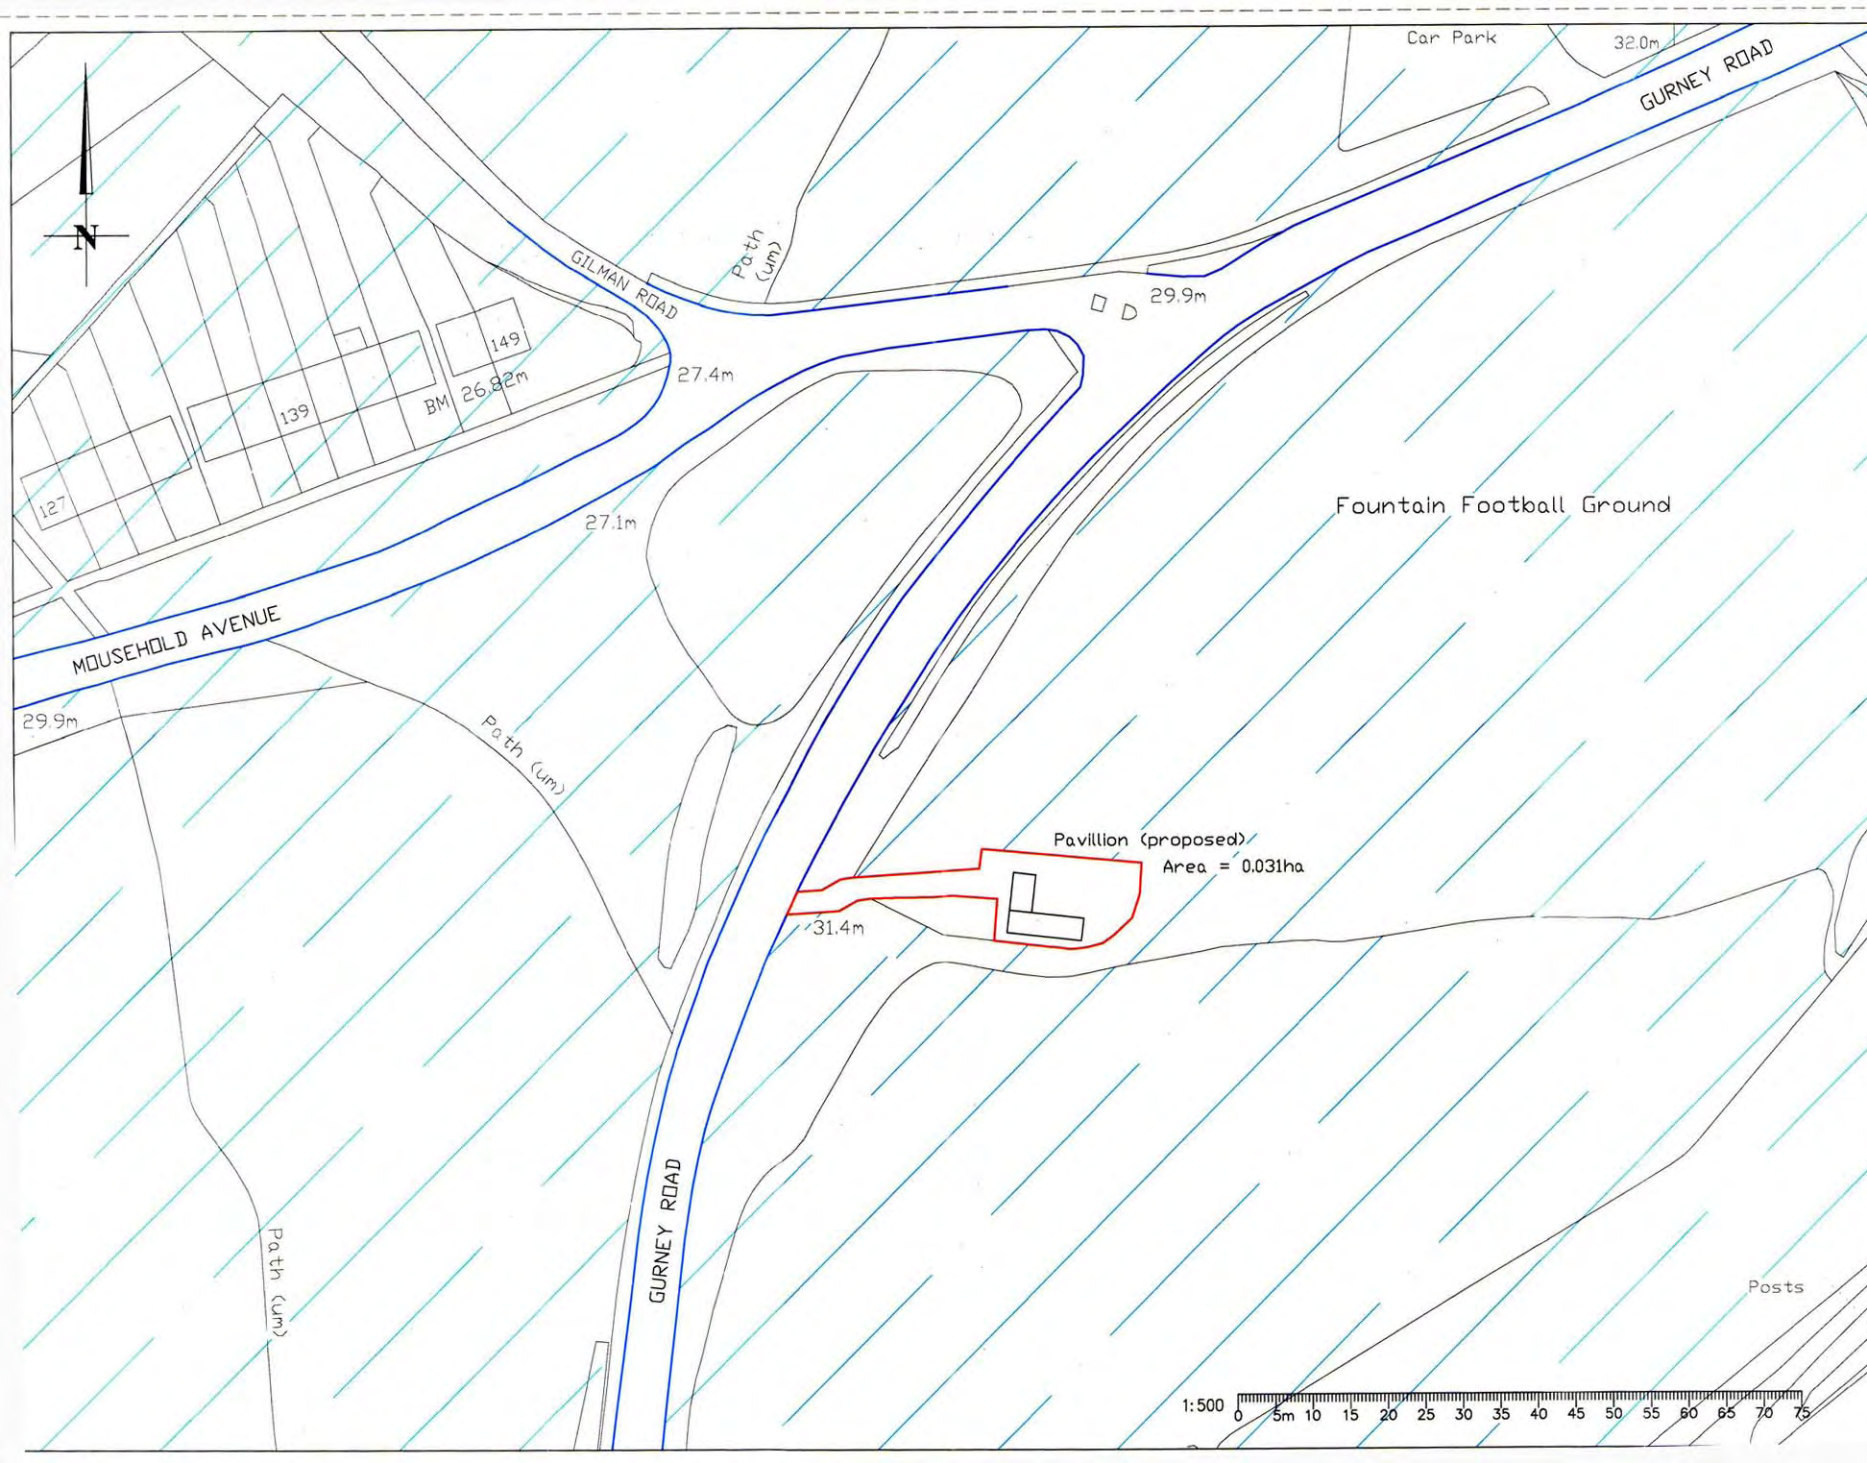 Car Park
32.0m
GURNEY ROAD
N
GILMAN ROAD
Path
(um)
29.9m
149
27.4m
BM 26.82m
139
127
27.1m
Fountain Football Ground
MOUSEHOLD AVENUE
29.9m
Path (um)
Pavillion (proposed)
Area = 0.031ha
31.4m
GURNEY ROAD
Path (um)
Posts
1:500
0 5m 10 15 20 25 30 35 40 45 50 55 60 65 70 75